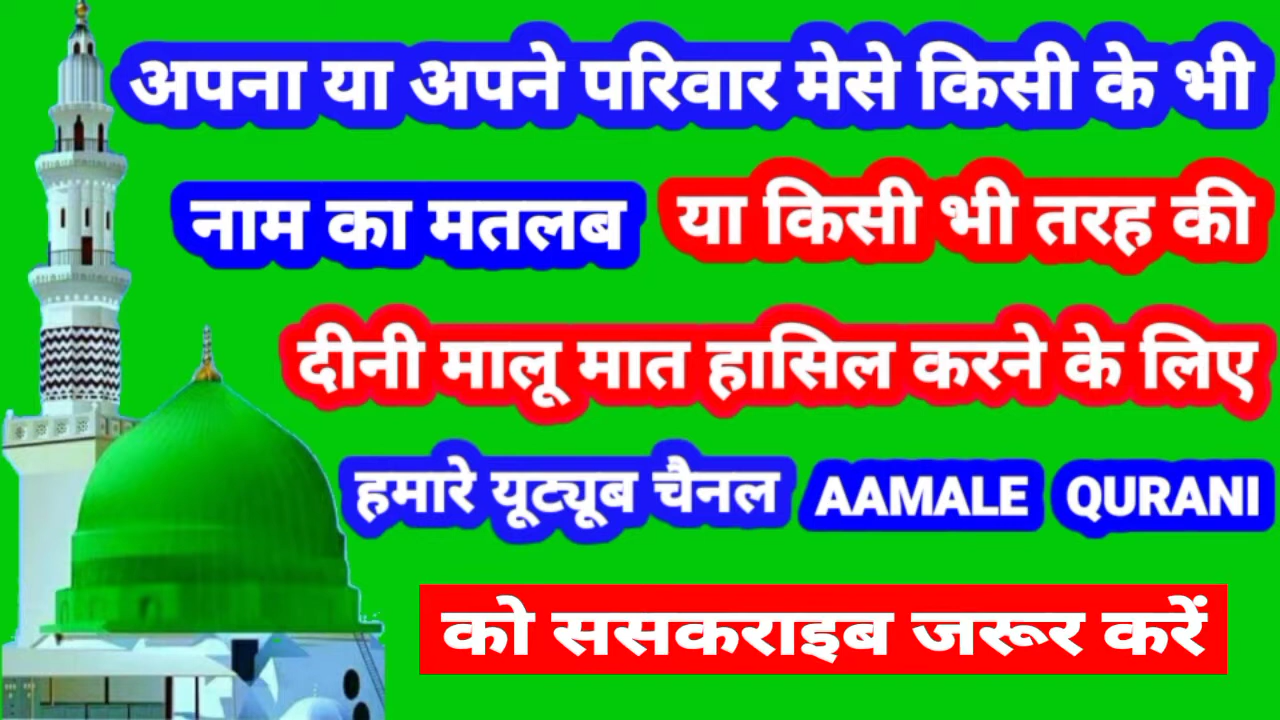 अपना या अपने परिवार मेसे किसी के भी
नाम का मतलब या किसी भी तरह की
दीनी मालू मात हासिल करने के लिए
हमारे यूट्यूब चैनल AAMALE QURANI
को ससकराइब जरूर करें